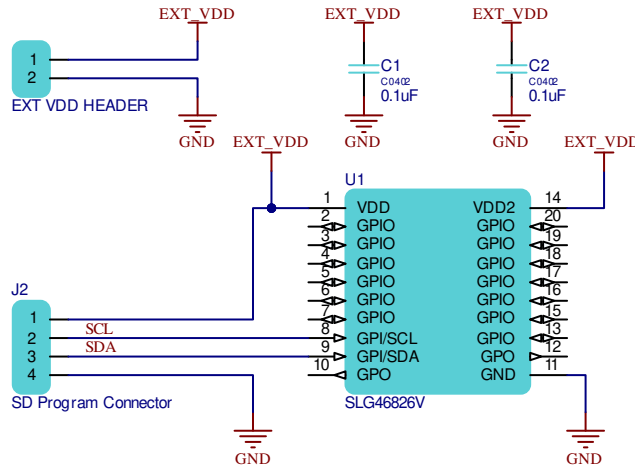 EXT_VDD
1
2
EXT VDD HEADER
GND
EXT_VDD
C1
C0402
0.1uF
GND
EXT_VDD
C2
C0402
0.1uF
GND
EXT_VDD
EXT_VDD
U1
1 VDD VDD2 14
2 GPIO GPIO 20
3 GPIO GPIO 19
4 GPIO GPIO 18
5 GPIO GPIO 17
6 GPIO GPIO 16
7 GPIO GPIO 15
8 GPI/SCL GPIO 13
9 GPI/SDA GPO 12
10 GPO GND 11
SLG46826V
J2
1
2 SCL
3 SDA
4
SD Program Connector
GND
GND